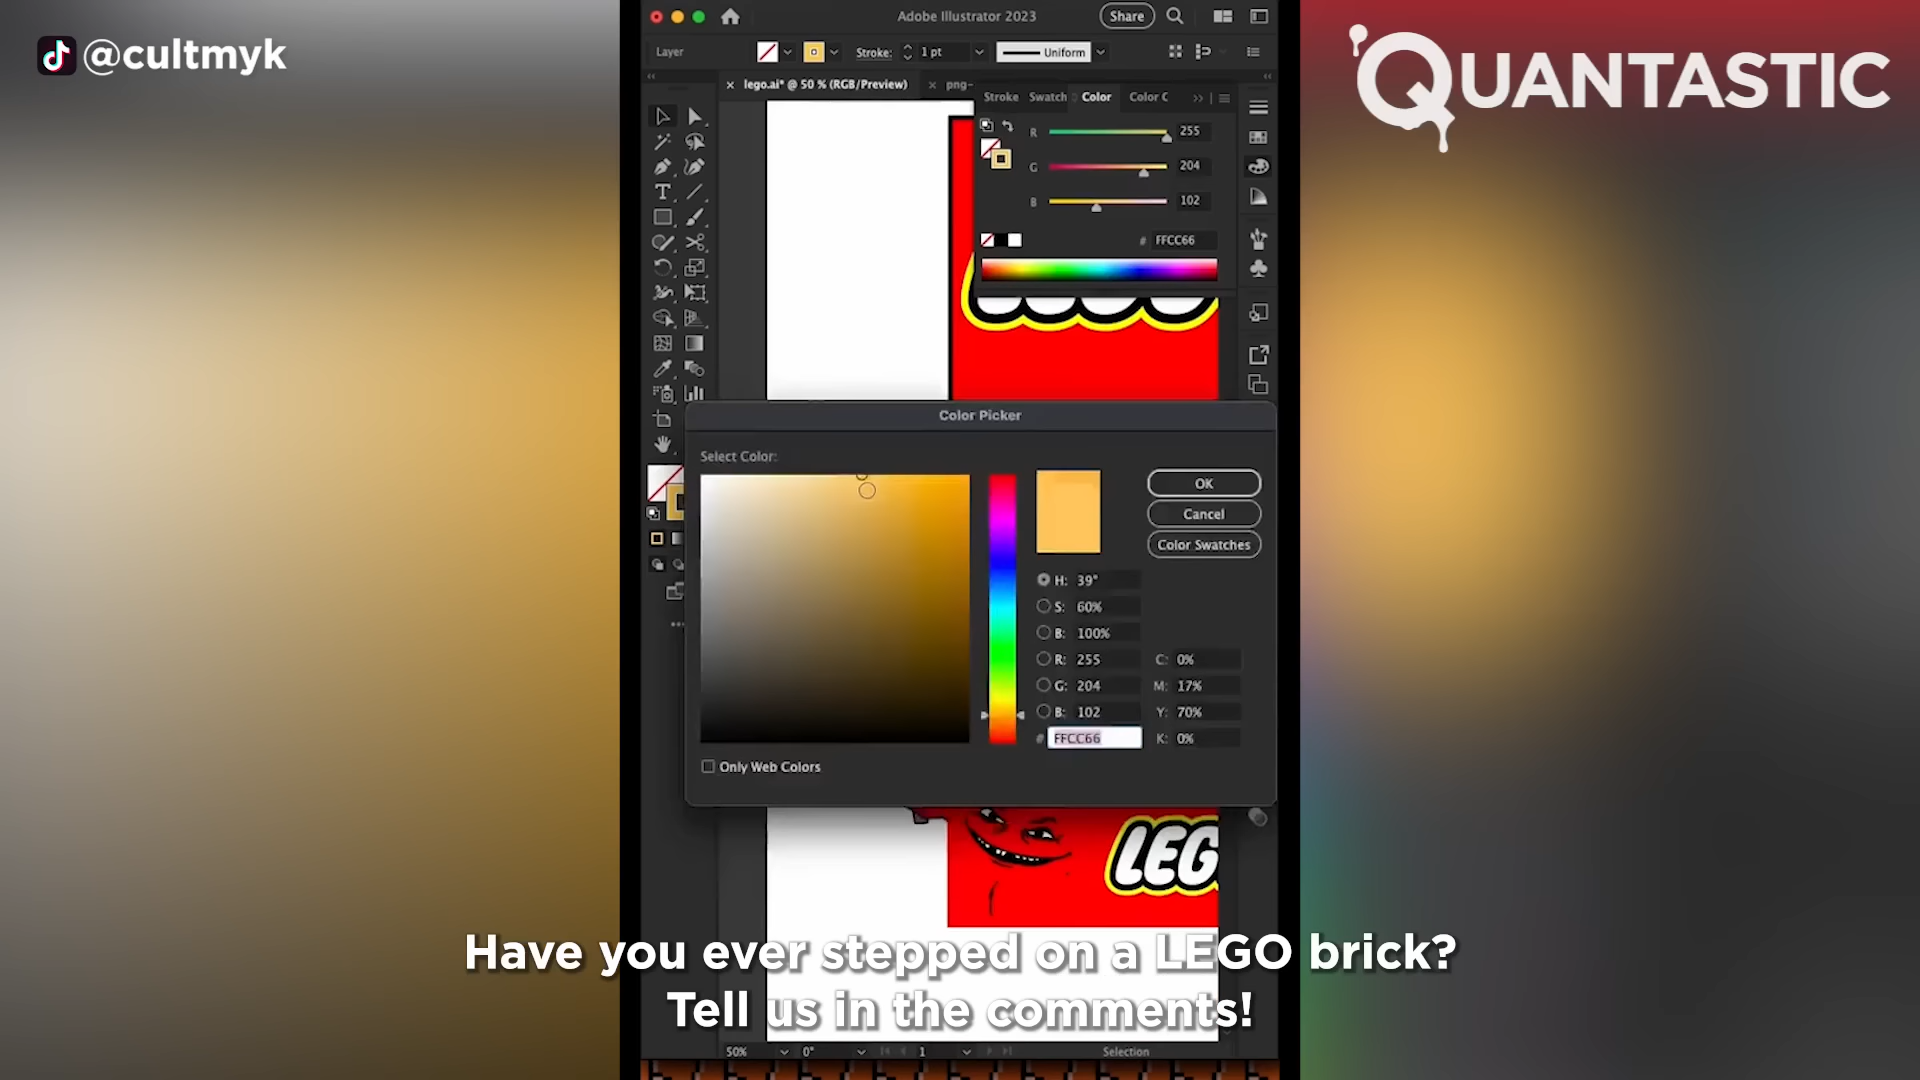 @cultmyk
QUANTASTIC
Adobe Illustrator 2023
Share
Layer
Stroke:
1 pt
Uniform
lego.ai* @ 50 % (RGB/Preview)
png-
Stroke
Swatch
Color
Color C
R
255
G
204
B
102
# FFCC66
Color Picker
Select Color:
OK
Cancel
Color Swatches
H: 39°
S: 60%
B: 100%
R: 255
C: 0%
G: 204
M: 17%
B: 102
Y: 70%
# FFCC66
K: 0%
Only Web Colors
LEG
Have you ever stepped on a LEGO brick?
Tell us in the comments!
50%
0°
1
Selection